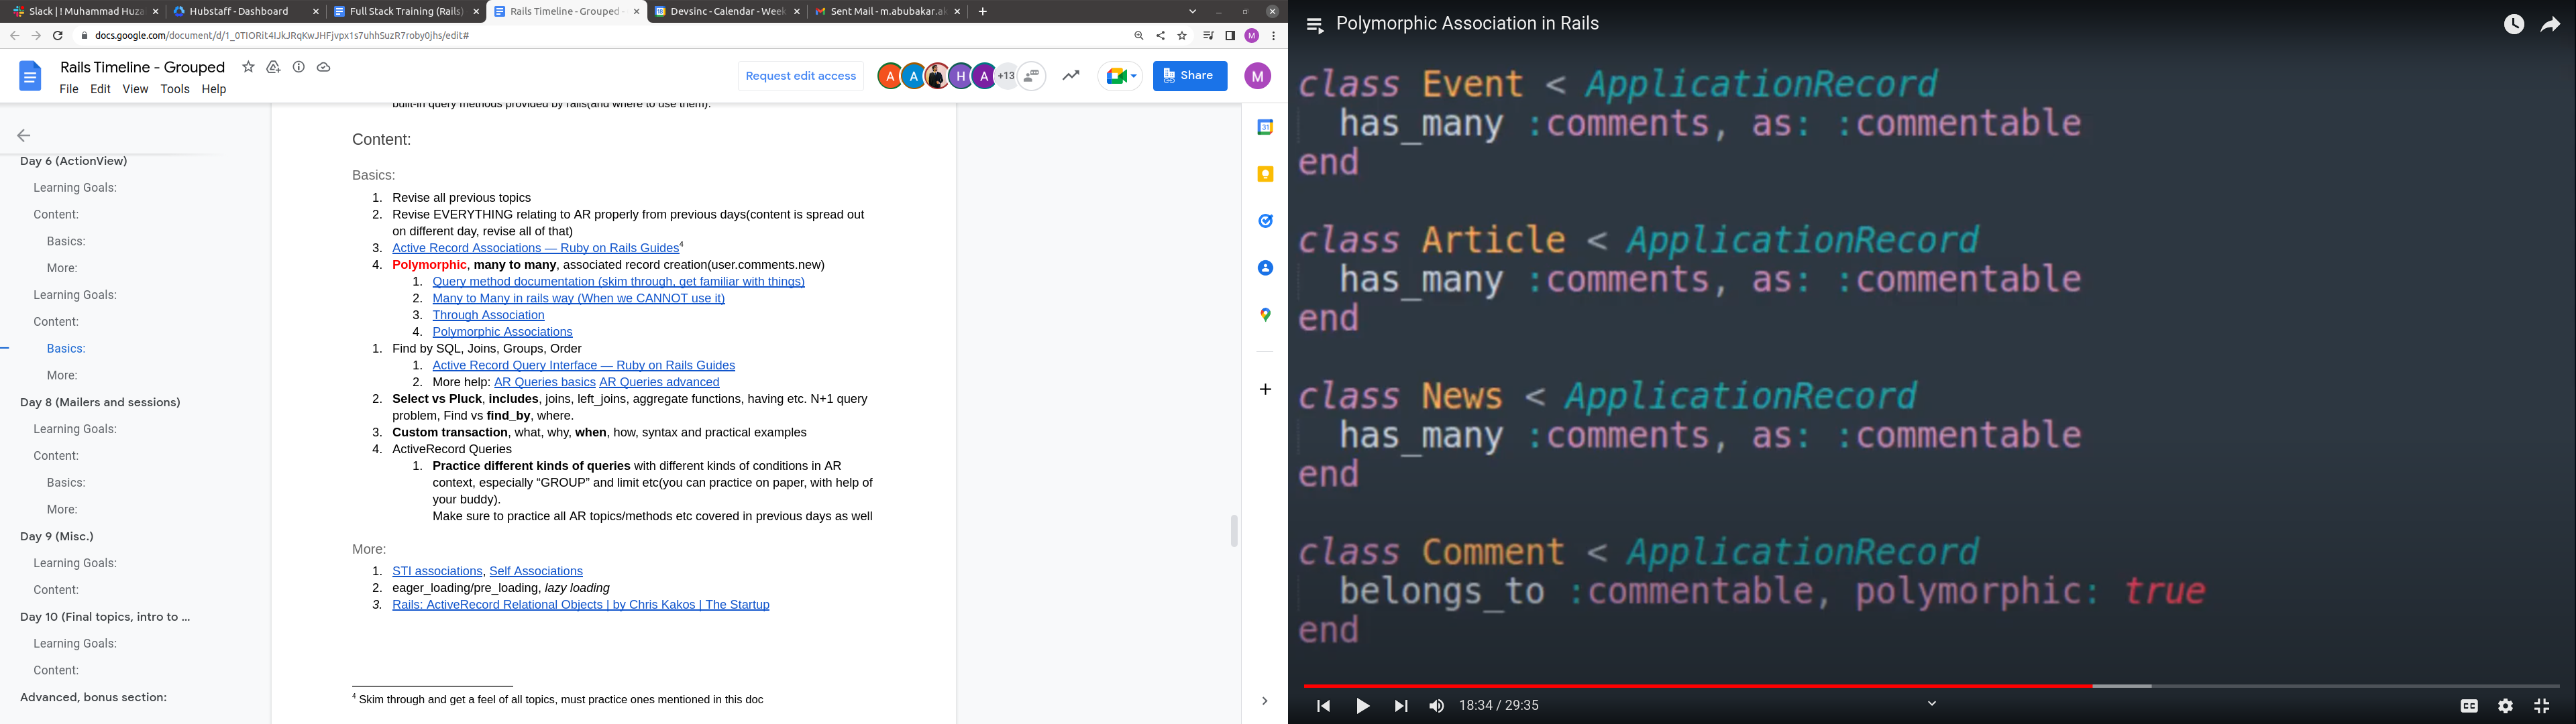 Slack | ! Muhammad Huza
Hubstaff - Dashboard
Full Stack Training (Rails)
Rails Timeline - Grouped
Devsinc - Calendar - Week
Sent Mail - m.abubakar.a
docs.google.com/document/d/1_0TIORit4IJkJRqKwJHFjvpx1s7uhhSuzR7roby0jhs/edit#
M
Rails Timeline - Grouped
File Edit View Tools Help
Request edit access
A A H A +13
Share
M
Day 6 (ActionView)
Learning Goals:
Content:
Basics:
More:
Learning Goals:
Content:
Basics:
More:
Day 8 (Mailers and sessions)
Learning Goals:
Content:
Basics:
More:
Day 9 (Misc.)
Learning Goals:
Content:
Day 10 (Final topics, intro to ...
Learning Goals:
Content:
Advanced, bonus section:
built-in query methods provided by rails(and where to use them).
Content:
Basics:
1. Revise all previous topics
2. Revise EVERYTHING relating to AR properly from previous days(content is spread out
on different day, revise all of that)
3. Active Record Associations — Ruby on Rails Guides4
4. Polymorphic, many to many, associated record creation(user.comments.new)
1. Query method documentation (skim through, get familiar with things)
2. Many to Many in rails way (When we CANNOT use it)
3. Through Association
4. Polymorphic Associations
1. Find by SQL, Joins, Groups, Order
1. Active Record Query Interface — Ruby on Rails Guides
2. More help: AR Queries basics AR Queries advanced
2. Select vs Pluck, includes, joins, left_joins, aggregate functions, having etc. N+1 query
problem, Find vs find_by, where.
3. Custom transaction, what, why, when, how, syntax and practical examples
4. ActiveRecord Queries
1. Practice different kinds of queries with different kinds of conditions in AR
context, especially “GROUP” and limit etc(you can practice on paper, with help of
your buddy).
Make sure to practice all AR topics/methods etc covered in previous days as well
More:
1. STI associations, Self Associations
2. eager_loading/pre_loading, lazy loading
3. Rails: ActiveRecord Relational Objects | by Chris Kakos | The Startup
4 Skim through and get a feel of all topics, must practice ones mentioned in this doc
31
Polymorphic Association in Rails
class Event < ApplicationRecord
has_many :comments, as: :commentable
end
class Article < ApplicationRecord
has_many :comments, as: :commentable
end
class News < ApplicationRecord
has_many :comments, as: :commentable
end
class Comment < ApplicationRecord
belongs_to :commentable, polymorphic: true
end
18:34 / 29:35
CC